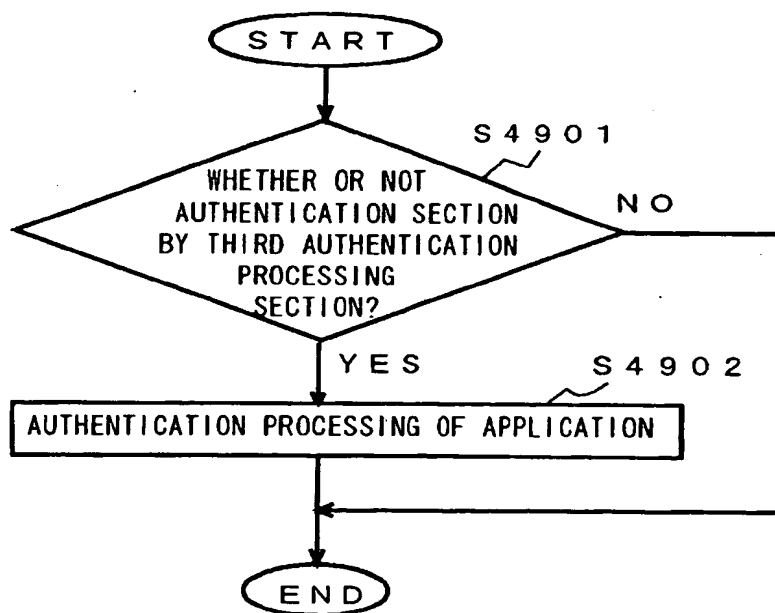 START
S4901
WHETHER OR NOT
AUTHENTICATION SECTION
BY THIRD AUTHENTICATION
PROCESSING
SECTION?
NO
YES
S4902
AUTHENTICATION PROCESSING OF APPLICATION
END